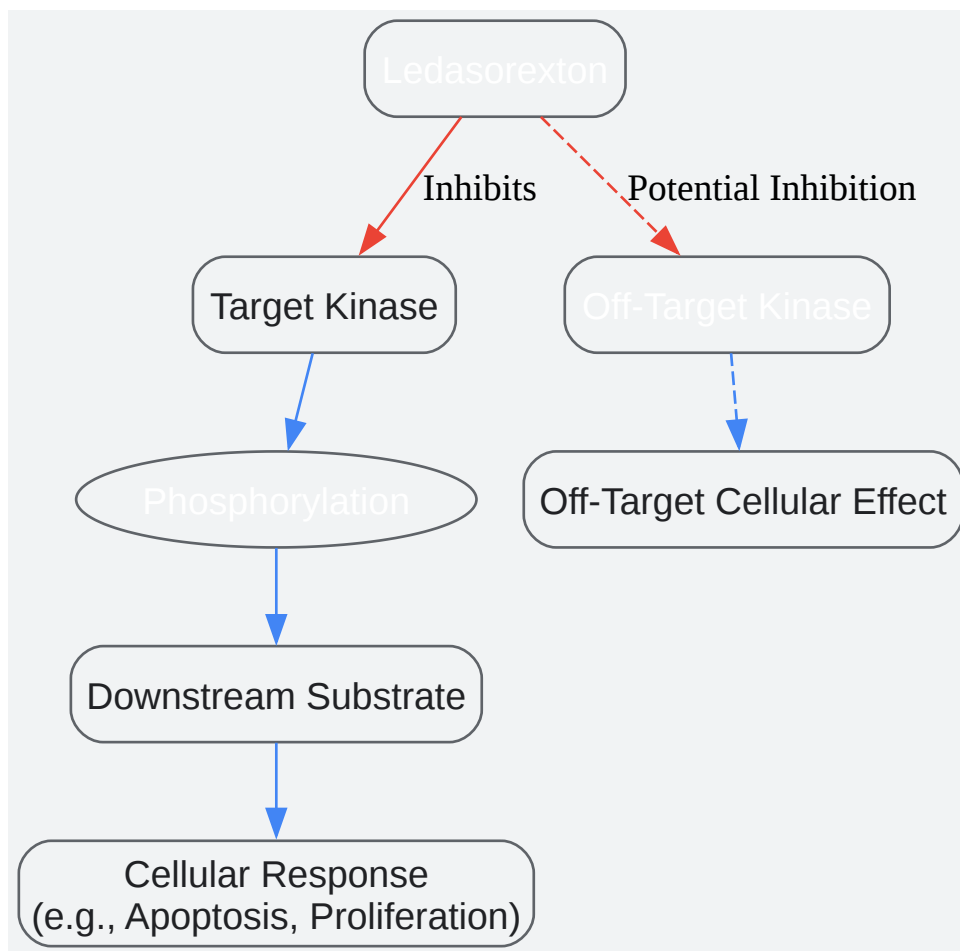 Ledasorexton
Inhibits
Potential Inhibition
Target Kinase
Off-Target Kinase
Phosphorylation
Off-Target Cellular Effect
Downstream Substrate
Cellular Response
(e.g., Apoptosis, Proliferation)